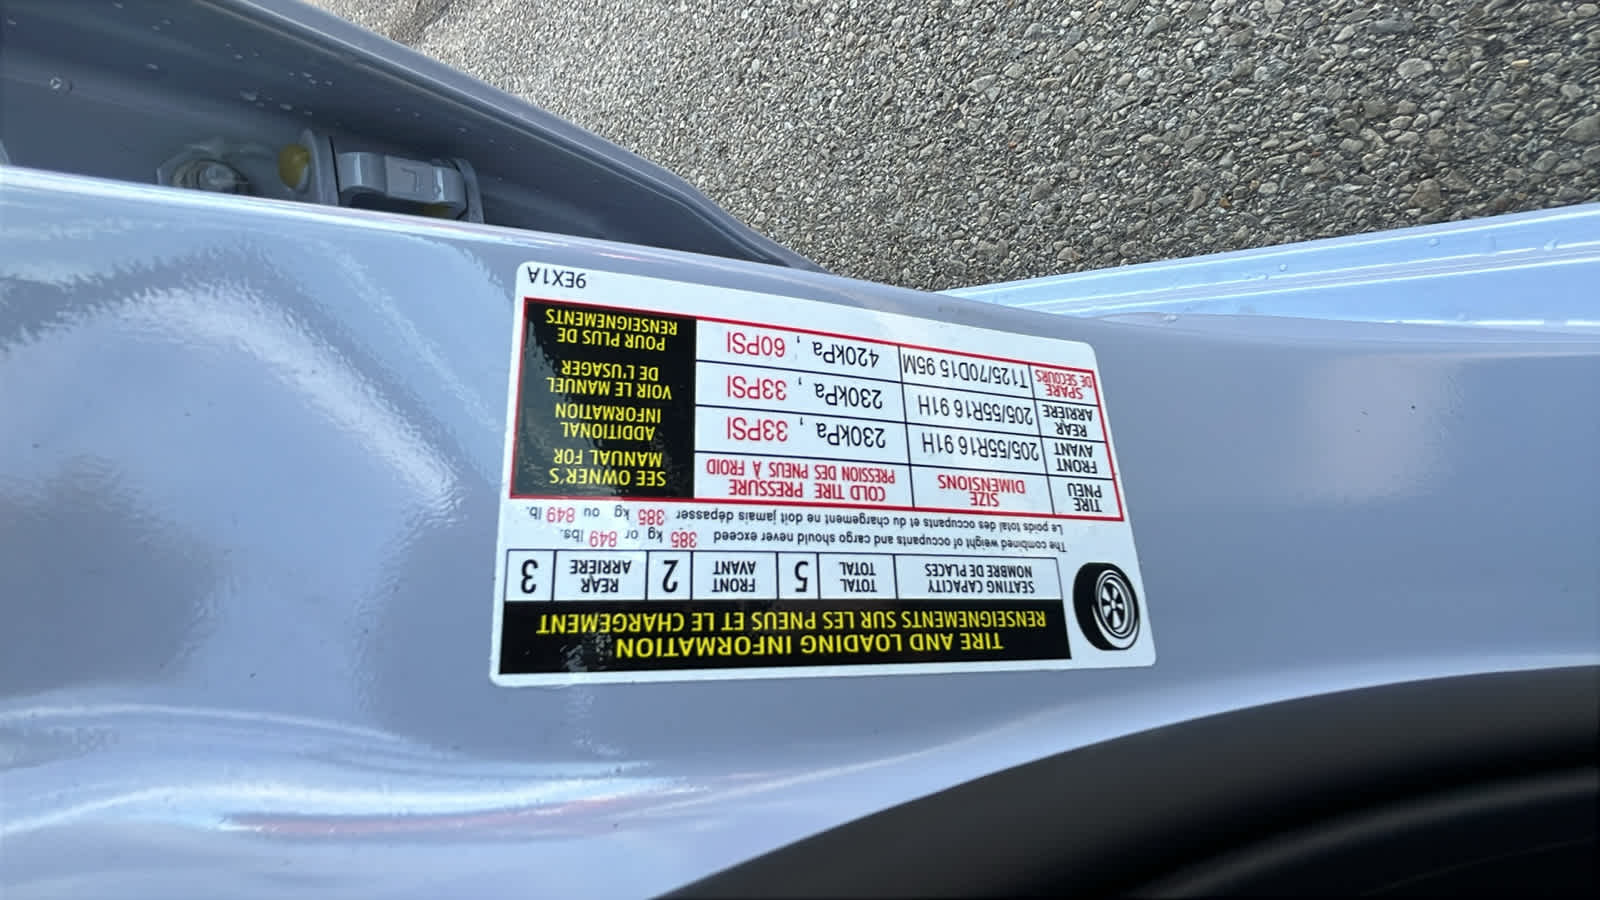 TIRE AND LOADING INFORMATION
RENSEIGNEMENTS SUR LES PNEUS ET LE CHARGEMENT
SEATING CAPACITY
NOMBRE DE PLACES
TOTAL
TOTAL
5
FRONT
AVANT
2
REAR
ARRIÈRE
3
The combined weight of occupants and cargo should never exceed 385 kg or 849 lbs.
Le poids total des occupants et du chargement ne doit jamais dépasser 385 kg ou 849 lb.
TIRE
PNEU
SIZE
DIMENSIONS
COLD TIRE PRESSURE
PRESSION DES PNEUS À FROID
FRONT
AVANT
205/55R16 91H
230kPa, 33PSI
REAR
ARRIÈRE
205/55R16 91H
230kPa, 33PSI
SPARE
DE SECOURS
T125/70D15 95M
420kPa, 60PSI
SEE OWNER'S
MANUAL FOR
ADDITIONAL
INFORMATION
VOIR LE MANUEL
DE L'USAGER
POUR PLUS DE
RENSEIGNEMENTS
9EX1A